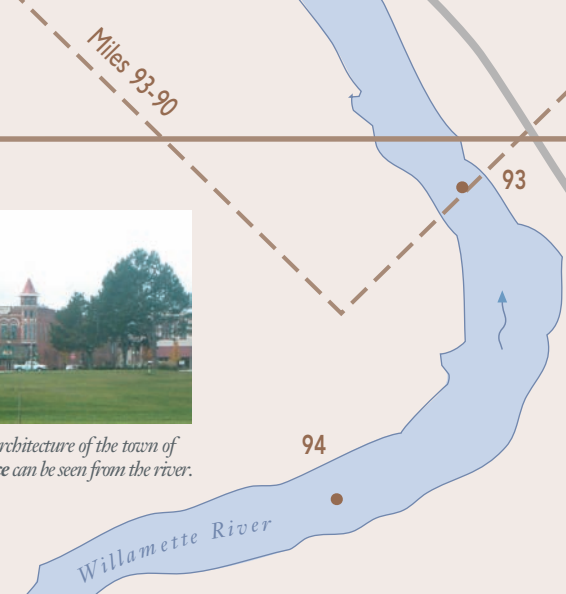 Miles 93-90
93
rchitecture of the town of
e can be seen from the river.
94
Willamette River